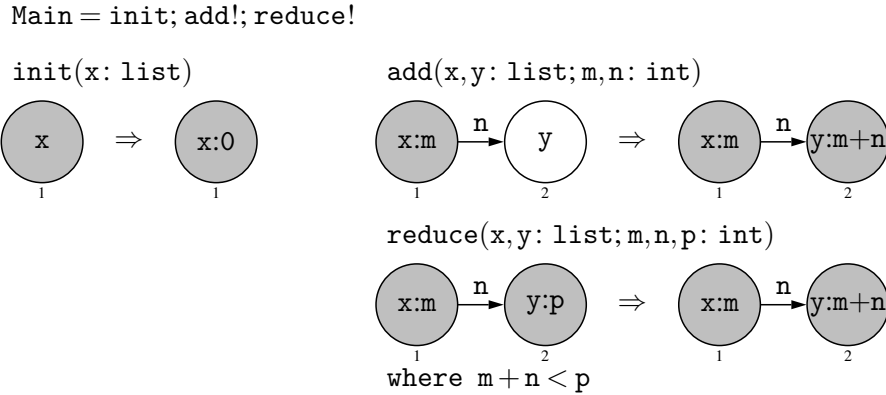 Main = init; add!; reduce!
init(x: list)
add(x,y: list; m,n: int)
x ⇒ x:0
1 1
x:m n y ⇒ x:m n y:m+n
1 2 1 2
reduce(x,y: list; m,n,p: int)
x:m n y:p ⇒ x:m n y:m+n
1 2 1 2
where m+n < p